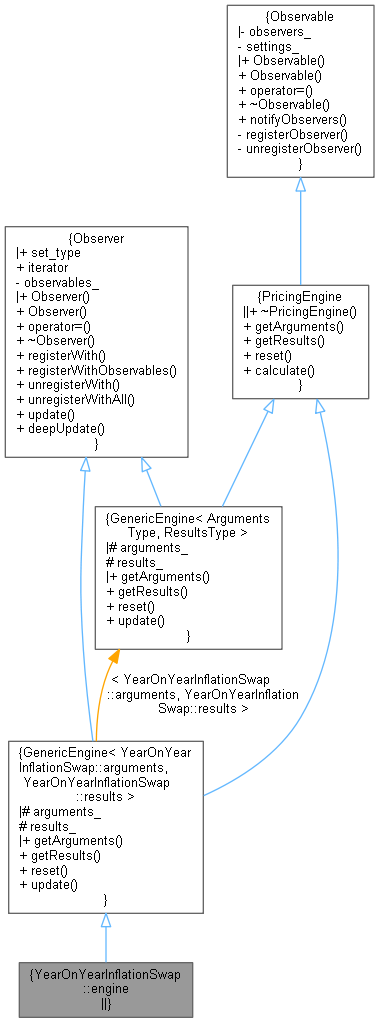 {Observable
|- observers_
- settings_
|+ Observable()
+ Observable()
+ operator=()
+ ~Observable()
+ notifyObservers()
- registerObserver()
- unregisterObserver()
}
{Observer
|+ set_type
+ iterator
- observables_
|+ Observer()
+ Observer()
+ operator=()
+ ~Observer()
+ registerWith()
+ registerWithObservables()
+ unregisterWith()
+ unregisterWithAll()
+ update()
+ deepUpdate()
}
{PricingEngine
||+ ~PricingEngine()
+ getArguments()
+ getResults()
+ reset()
+ calculate()
}
{GenericEngine< Arguments
Type, ResultsType >
|# arguments_
# results_
|+ getArguments()
+ getResults()
+ reset()
+ update()
}
< YearOnYearInflationSwap
::arguments, YearOnYearInflation
Swap::results >
{GenericEngine< YearOnYear
InflationSwap::arguments,
YearOnYearInflationSwap
::results >
|# arguments_
# results_
|+ getArguments()
+ getResults()
+ reset()
+ update()
}
{YearOnYearInflationSwap
::engine
||}